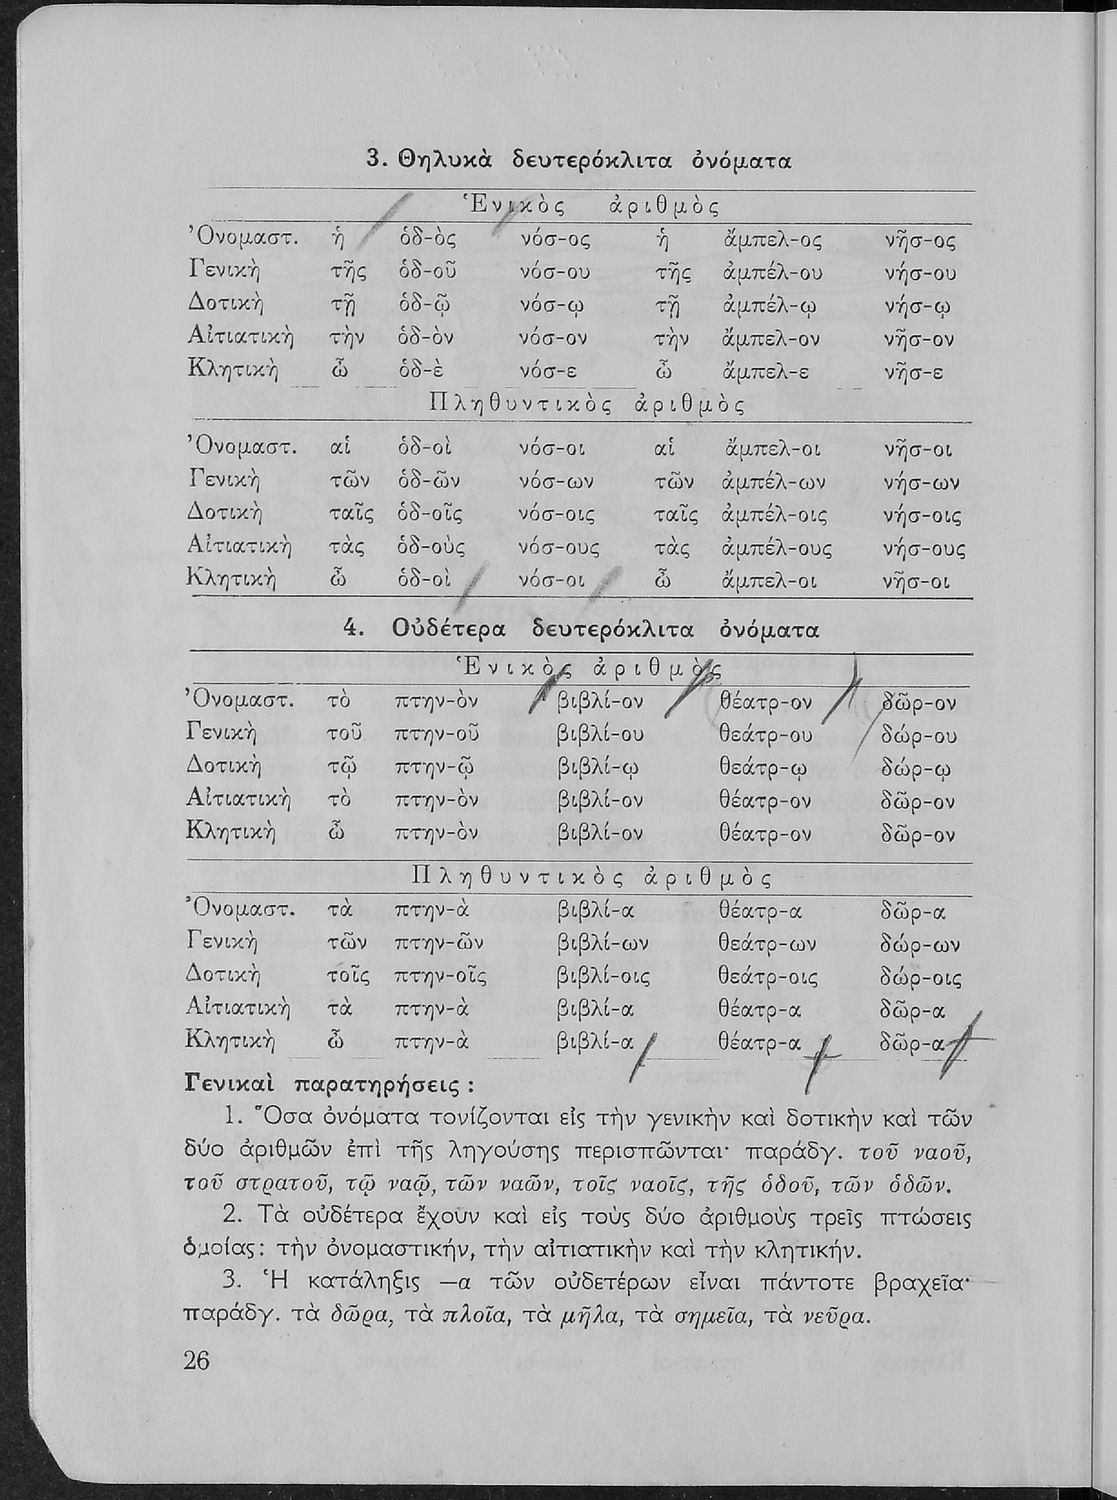 3. Θηλυκὰ δευτερόκλιτα ὀνόματα
Ἑνικὸς ἀριθμὸς
Ὀνομαστ. ἡ ὁδ-ὸς νόσ-ος ἡ ἄμπελ-ος νῆσ-ος
Γενικὴ τῆς ὁδ-οῦ νόσ-ου τῆς ἀμπέλ-ου νήσ-ου
Δοτικὴ τῇ ὁδ-ῷ νόσ-ῳ τῇ ἀμπέλ-ῳ νήσ-ῳ
Αἰτιατικὴ τὴν ὁδ-ὸν νόσ-ον τὴν ἄμπελ-ον νῆσ-ον
Κλητικὴ ὦ ὁδ-ὲ νόσ-ε ὦ ἄμπελ-ε νῆσ-ε
Πληθυντικὸς ἀριθμὸς
Ὀνομαστ. αἱ ὁδ-οὶ νόσ-οι αἱ ἄμπελ-οι νῆσ-οι
Γενικὴ τῶν ὁδ-ῶν νόσ-ων τῶν ἀμπέλ-ων νήσ-ων
Δοτικὴ ταῖς ὁδ-οῖς νόσ-οις ταῖς ἀμπέλ-οις νήσ-οις
Αἰτιατικὴ τὰς ὁδ-οὺς νόσ-ους τὰς ἀμπέλ-ους νήσ-ους
Κλητικὴ ὦ ὁδ-οὶ νόσ-οι ὦ ἄμπελ-οι νῆσ-οι
4. Οὐδέτερα δευτερόκλιτα ὀνόματα
Ἑνικὸς ἀριθμὸς
Ὀνομαστ. τὸ πτην-ὸν βιβλί-ον θέατρ-ον δῶρ-ον
Γενικὴ τοῦ πτην-οῦ βιβλί-ου θεάτρ-ου δώρ-ου
Δοτικὴ τῷ πτην-ῷ βιβλί-ῳ θεάτρ-ῳ δώρ-ῳ
Αἰτιατικὴ τὸ πτην-ὸν βιβλί-ον θέατρ-ον δῶρ-ον
Κλητικὴ ὦ πτην-ὸν βιβλί-ον θέατρ-ον δῶρ-ον
Πληθυντικὸς ἀριθμὸς
Ὀνομαστ. τὰ πτην-ὰ βιβλί-α θέατρ-α δῶρ-α
Γενικὴ τῶν πτην-ῶν βιβλί-ων θεάτρ-ων δώρ-ων
Δοτικὴ τοῖς πτην-οῖς βιβλί-οις θεάτρ-οις δώρ-οις
Αἰτιατικὴ τὰ πτην-ὰ βιβλί-α θέατρ-α δῶρ-α
Κλητικὴ ὦ πτην-ὰ βιβλί-α θέατρ-α δῶρ-α
Γενικαὶ παρατηρήσεις :
1. Ὅσα ὀνόματα τονίζονται εἰς τὴν γενικὴν καὶ δοτικὴν καὶ τῶν
δύο ἀριθμῶν ἐπὶ τῆς ληγούσης περισπῶνται· παράδγ. τοῦ ναοῦ,
τοῦ στρατοῦ, τῷ ναῷ, τῶν ναῶν, τοῖς ναοῖς, τῆς ὁδοῦ, τῶν ὁδῶν.
2. Τὰ οὐδέτερα ἔχουν καὶ εἰς τοὺς δύο ἀριθμοὺς τρεῖς πτώσεις
ὁμοίας: τὴν ὀνομαστικήν, τὴν αἰτιατικὴν καὶ τὴν κλητικήν.
3. Ἡ κατάληξις —α τῶν οὐδετέρων εἶναι πάντοτε βραχεῖα·
παράδγ. τὰ δῶρα, τὰ πλοῖα, τὰ μῆλα, τὰ σημεῖα, τὰ νεῦρα.
26